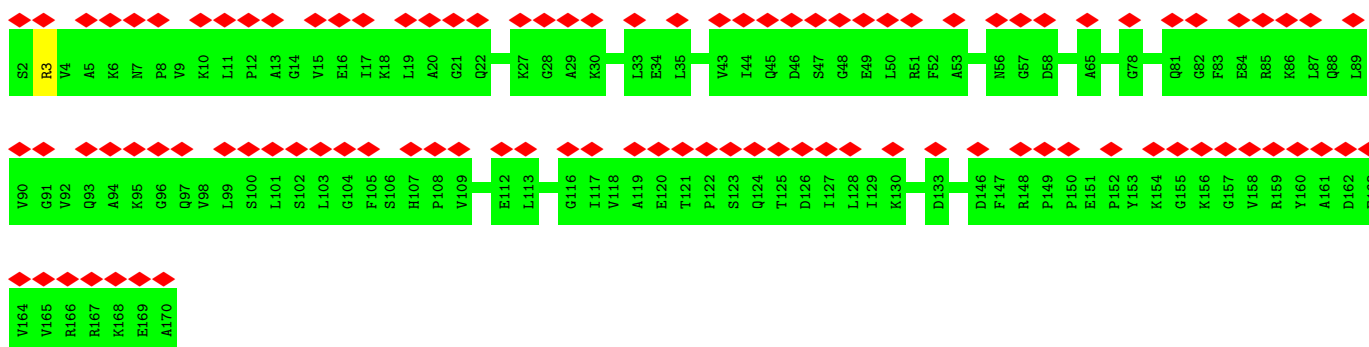 S2 R3 V4 A5 K6 N7 P8 V9 K10 L11 P12 A13 G14 V15 E16 I17 K18 L19 A20 G21 Q22 K27 G28 A29 K30 L33 E34 L35 V43 I44 Q45 D46 S47 G48 E49 L50 R51 F52 A53 N56 G57 D58 A65 G78 Q81 G82 F83 E84 R85 K86 L87 Q88 L89
V90 G91 V92 Q93 A94 K95 G96 Q97 V98 L99 S100 L101 S102 L103 G104 F105 S106 H107 P108 V109 E112 L113 G116 I117 V118 A119 E120 T121 P122 S123 Q124 T125 D126 I127 L128 I129 K130 D133 D146 F147 R148 P149 P150 E151 P152 Y153 K154 G155 K156 G157 V158 R159 Y160 A161 D162
V164 V165 R166 R167 K168 E169 A170